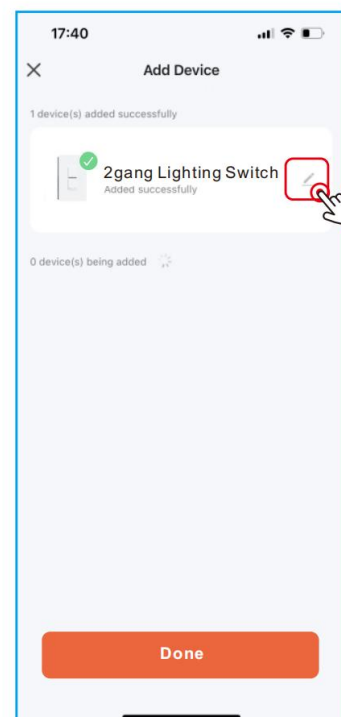 17:40
Add Device
1 device(s) added successfully
2gang Lighting Switch
Added successfully
0 device(s) being added
Done